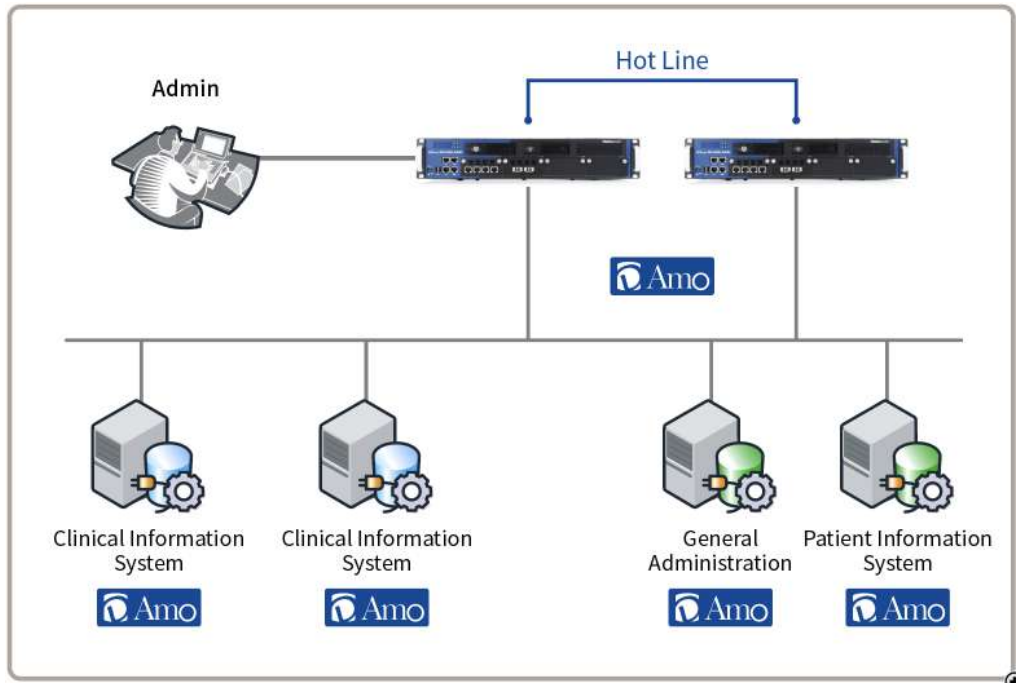 Hot Line
Admin
Amo
Clinical Information
System
Amo
Clinical Information
System
Amo
General
Administration
Amo
Patient Information
System
Amo